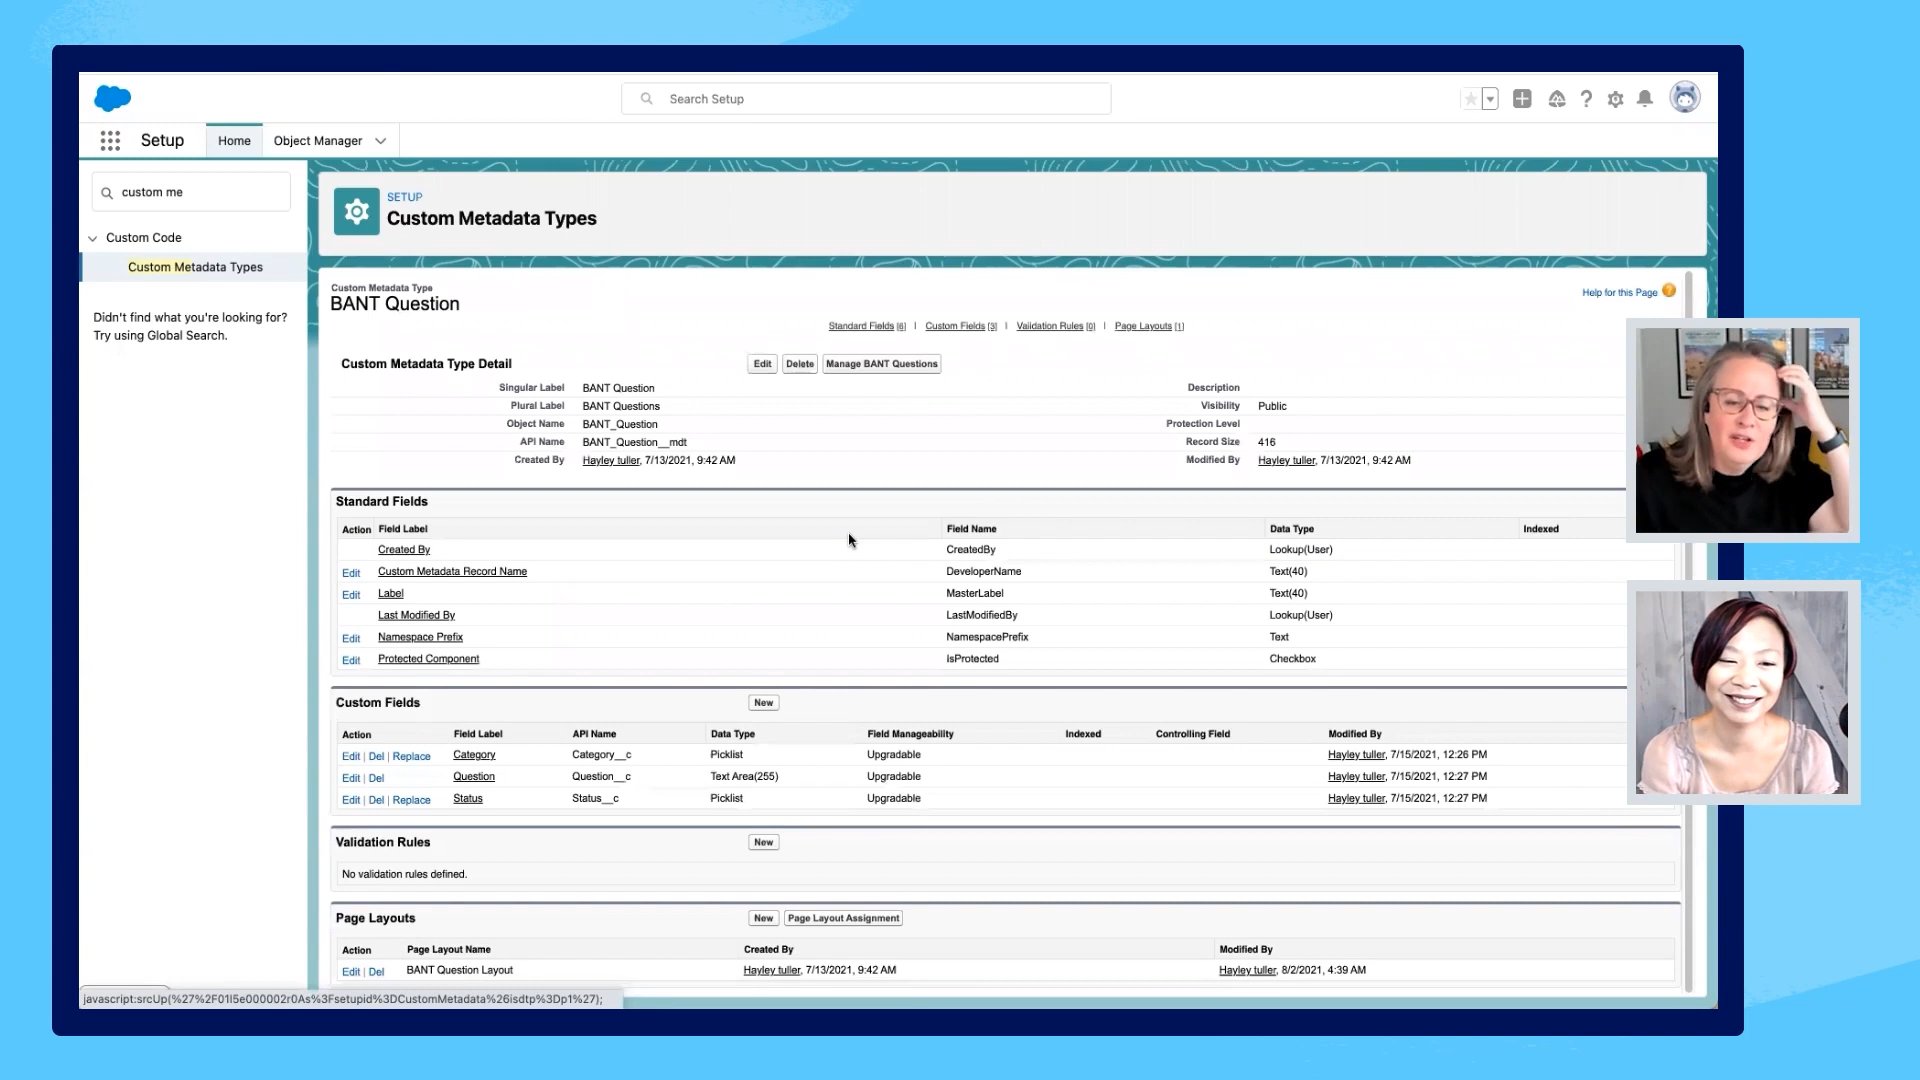 Search Setup
Setup Home Object Manager
custom me
Custom Code
Custom Metadata Types
Didn't find what you're looking for?
Try using Global Search.
SETUP
Custom Metadata Types
Custom Metadata Type
BANT Question
Help for this Page ?
Standard Fields [6] | Custom Fields [3] | Validation Rules [0] | Page Layouts [1]
Custom Metadata Type Detail Edit Delete Manage BANT Questions
Singular Label BANT Question Description
Plural Label BANT Questions Visibility Public
Object Name BANT_Question Protection Level
API Name BANT_Question__mdt Record Size 416
Created By Hayley tuller, 7/13/2021, 9:42 AM Modified By Hayley tuller, 7/13/2021, 9:42 AM
Standard Fields
Action Field Label Field Name Data Type Indexed
Created By CreatedBy Lookup(User)
Edit Custom Metadata Record Name DeveloperName Text(40)
Edit Label MasterLabel Text(40)
Last Modified By LastModifiedBy Lookup(User)
Edit Namespace Prefix NamespacePrefix Text
Edit Protected Component IsProtected Checkbox
Custom Fields New
Action Field Label API Name Data Type Field Manageability Indexed Controlling Field Modified By
Edit | Del | Replace Category Category__c Picklist Upgradable Hayley tuller, 7/15/2021, 12:26 PM
Edit | Del Question Question__c Text Area(255) Upgradable Hayley tuller, 7/15/2021, 12:27 PM
Edit | Del | Replace Status Status__c Picklist Upgradable Hayley tuller, 7/15/2021, 12:27 PM
Validation Rules New
No validation rules defined.
Page Layouts New Page Layout Assignment
Action Page Layout Name Created By Modified By
Edit | Del BANT Question Layout Hayley tuller, 7/13/2021, 9:42 AM Hayley tuller, 8/2/2021, 4:39 AM
javascript:srcUp(%27%2F01I5e000002r0As%3Fsetupid%3DCustomMetadata%26isdtp%3Dp1%27);